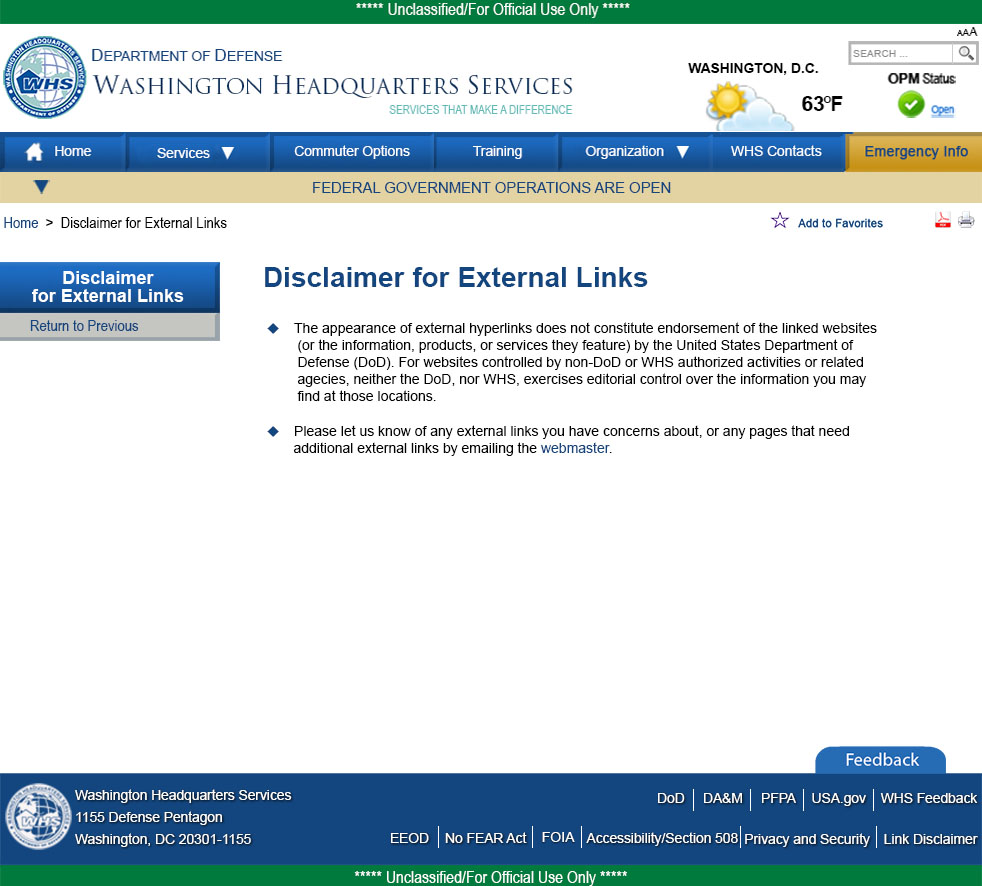 ***** Unclassified/For Official Use Only *****
AAA
SEARCH ...
DEPARTMENT OF DEFENSE
WASHINGTON HEADQUARTERS SERVICES
SERVICES THAT MAKE A DIFFERENCE
WHS
WASHINGTON, D.C.
63ºF
OPM Status
Open
Home
Services
Commuter Options
Training
Organization
WHS Contacts
Emergency Info
FEDERAL GOVERNMENT OPERATIONS ARE OPEN
Home > Disclaimer for External Links
Add to Favorites
Disclaimer
for External Links
Return to Previous
Disclaimer for External Links
The appearance of external hyperlinks does not constitute endorsement of the linked websites
(or the information, products, or services they feature) by the United States Department of
Defense (DoD). For websites controlled by non-DoD or WHS authorized activities or related
agecies, neither the DoD, nor WHS, exercises editorial control over the information you may
find at those locations.
Please let us know of any external links you have concerns about, or any pages that need
additional external links by emailing the webmaster.
Feedback
WHS
Washington Headquarters Services
1155 Defense Pentagon
Washington, DC 20301-1155
DoD
DA&M
PFPA
USA.gov
WHS Feedback
EEOD
No FEAR Act
FOIA
Accessibility/Section 508
Privacy and Security
Link Disclaimer
***** Unclassified/For Official Use Only *****